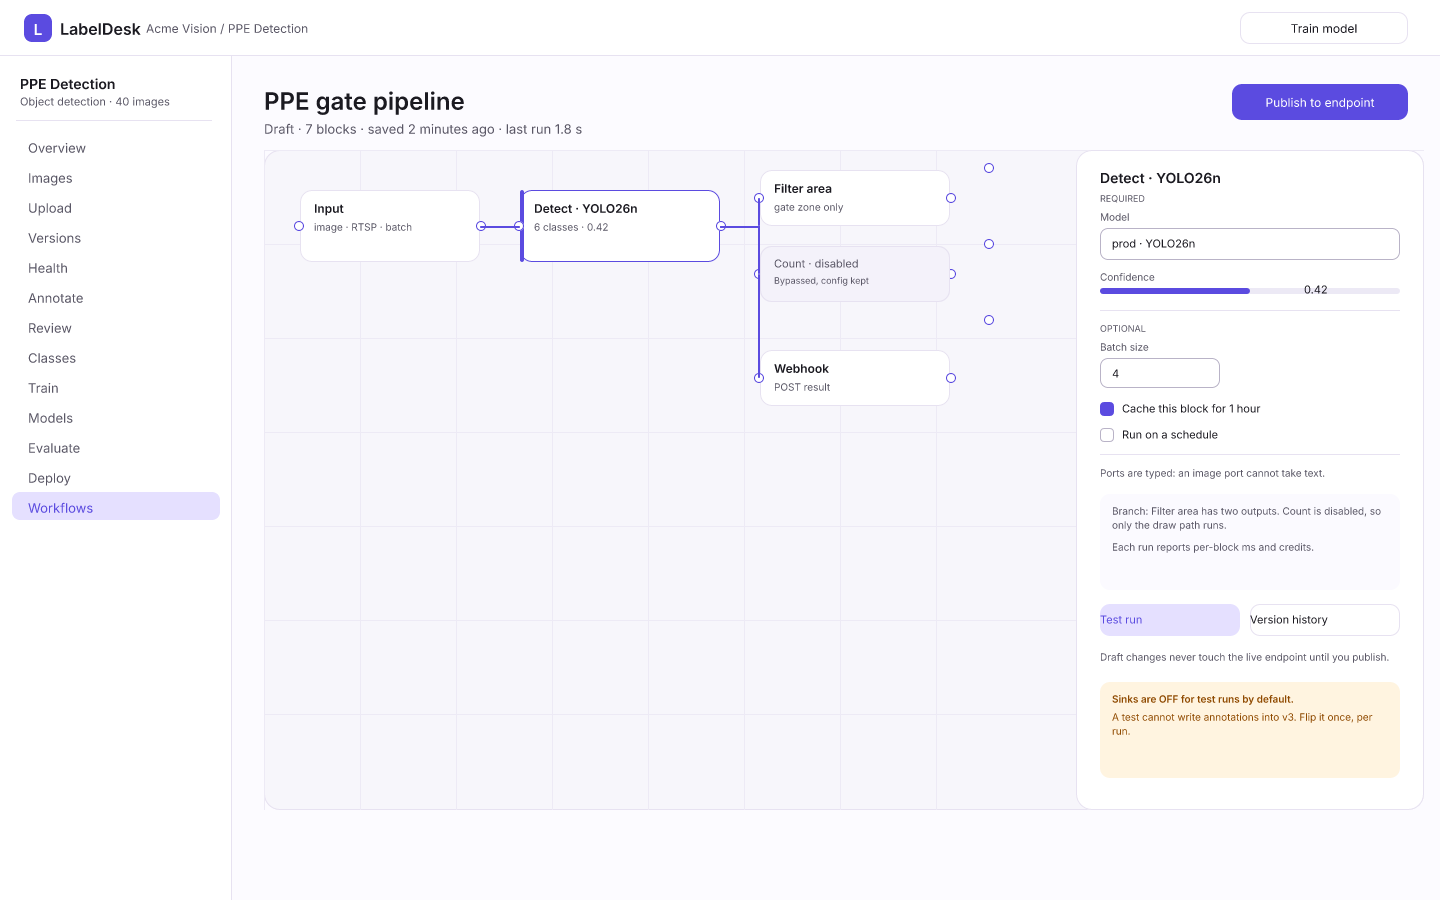 L LabelDesk Acme Vision / PPE Detection
Train model
PPE Detection
Object detection · 40 images
Overview
Images
Upload
Versions
Health
Annotate
Review
Classes
Train
Models
Evaluate
Deploy
Workflows
PPE gate pipeline
Draft · 7 blocks · saved 2 minutes ago · last run 1.8 s
Publish to endpoint
Input
image · RTSP · batch
Detect · YOLO26n
6 classes · 0.42
Filter area
gate zone only
Count · disabled
Bypassed, config kept
Webhook
POST result
Detect · YOLO26n
REQUIRED
Model
prod · YOLO26n
Confidence
0.42
OPTIONAL
Batch size
4
Cache this block for 1 hour
Run on a schedule
Ports are typed: an image port cannot take text.
Branch: Filter area has two outputs. Count is disabled, so
only the draw path runs.
Each run reports per-block ms and credits.
Test run
Version history
Draft changes never touch the live endpoint until you publish.
Sinks are OFF for test runs by default.
A test cannot write annotations into v3. Flip it once, per
run.